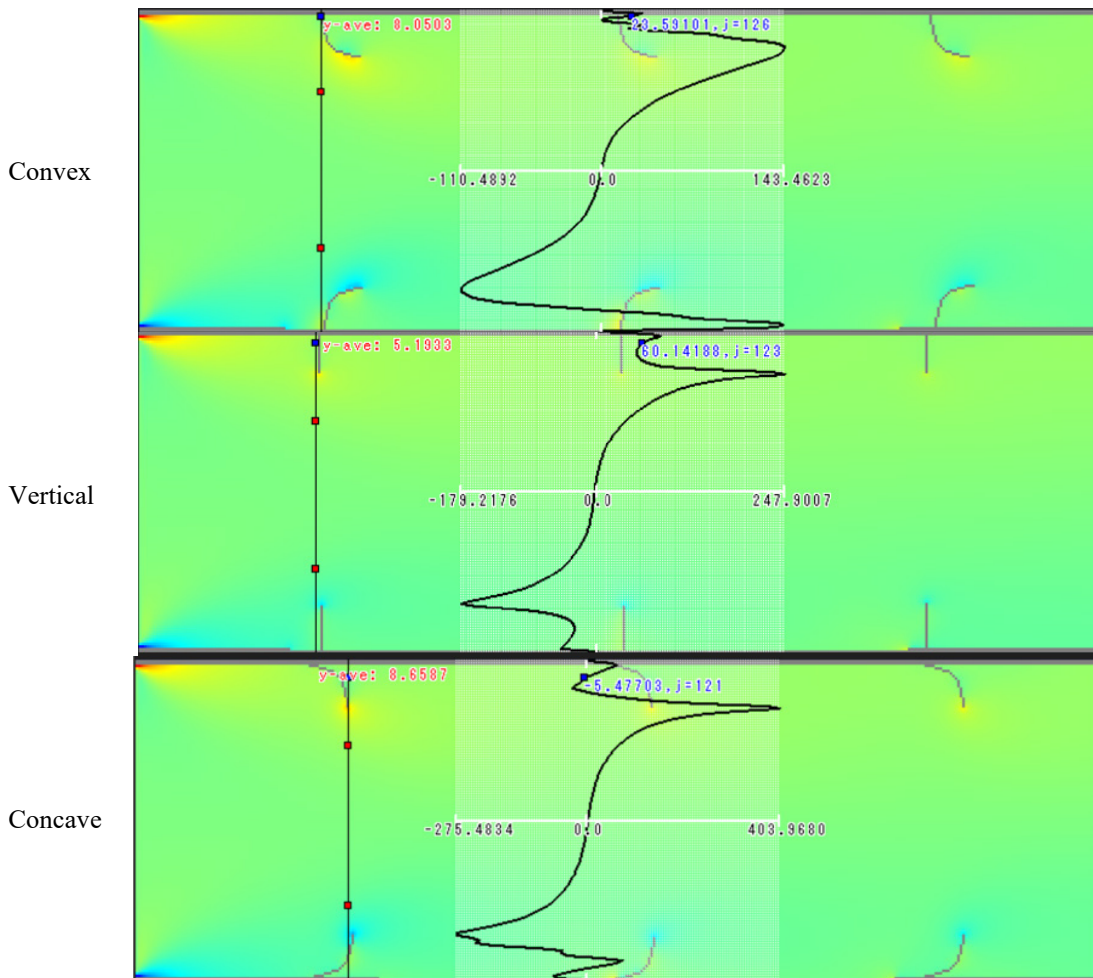 y-ave: 8.0503
23.59101,j=126
Convex
-110.4892 0.0 143.4623
y-ave: 5.1933
60.14188,j=123
Vertical
-179.2176 0.0 247.9007
y-ave: 8.6587
-5.47703,j=121
Concave
-275.4834 0.0 403.9680